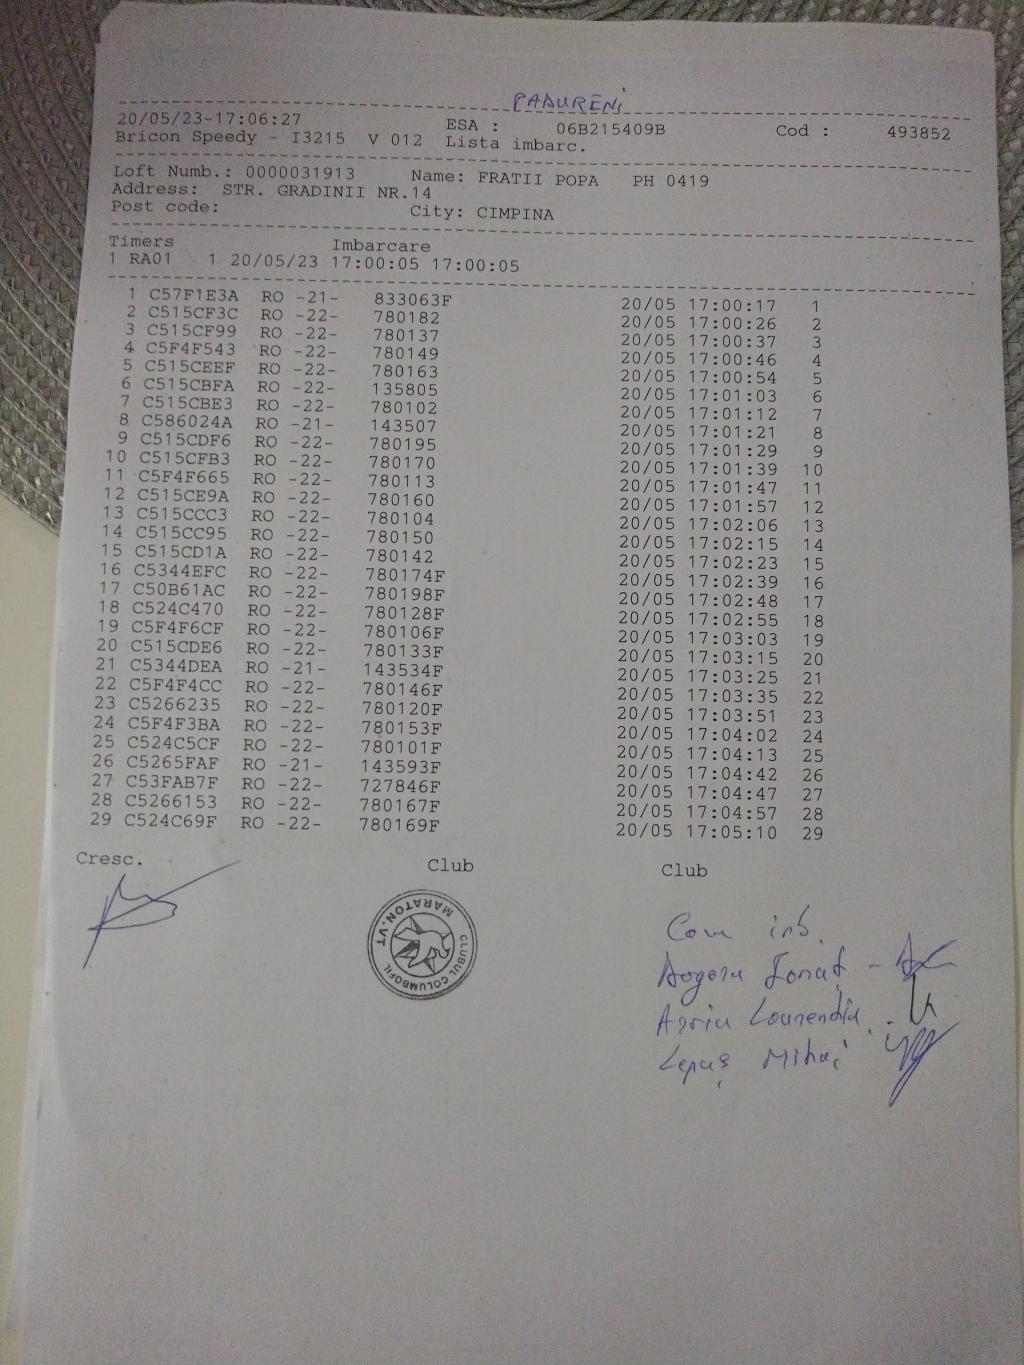 PADURENI
20/05/23-17:06:27 ESA : 06B215409B Cod : 493852
Bricon Speedy - I3215 V 012 Lista imbarc.
Loft Numb.: 0000031913 Name: FRATII POPA PH 0419
Address: STR. GRADINII NR.14
Post code: City: CIMPINA
Timers Imbarcare
1 RA01 1 20/05/23 17:00:05 17:00:05
1 C57F1E3A RO -21- 833063F 20/05 17:00:17 1
2 C515CF3C RO -22- 780182 20/05 17:00:26 2
3 C515CF99 RO -22- 780137 20/05 17:00:37 3
4 C5F4F543 RO -22- 780149 20/05 17:00:46 4
5 C515CEEF RO -22- 780163 20/05 17:00:54 5
6 C515CBFA RO -22- 135805 20/05 17:01:03 6
7 C515CBE3 RO -22- 780102 20/05 17:01:12 7
8 C586024A RO -21- 143507 20/05 17:01:21 8
9 C515CDF6 RO -22- 780195 20/05 17:01:29 9
10 C515CFB3 RO -22- 780170 20/05 17:01:39 10
11 C5F4F665 RO -22- 780113 20/05 17:01:47 11
12 C515CE9A RO -22- 780160 20/05 17:01:57 12
13 C515CCC3 RO -22- 780104 20/05 17:02:06 13
14 C515CC95 RO -22- 780150 20/05 17:02:15 14
15 C515CD1A RO -22- 780142 20/05 17:02:23 15
16 C5344EFC RO -22- 780174F 20/05 17:02:39 16
17 C50B61AC RO -22- 780198F 20/05 17:02:48 17
18 C524C470 RO -22- 780128F 20/05 17:02:55 18
19 C5F4F6CF RO -22- 780106F 20/05 17:03:03 19
20 C515CDE6 RO -22- 780133F 20/05 17:03:15 20
21 C5344DEA RO -21- 143534F 20/05 17:03:25 21
22 C5F4F4CC RO -22- 780146F 20/05 17:03:35 22
23 C5266235 RO -22- 780120F 20/05 17:03:51 23
24 C5F4F3BA RO -22- 780153F 20/05 17:04:02 24
25 C524C5CF RO -22- 780101F 20/05 17:04:13 25
26 C5265FAF RO -21- 143593F 20/05 17:04:42 26
27 C53FAB7F RO -22- 727846F 20/05 17:04:47 27
28 C5266153 RO -22- 780167F 20/05 17:04:57 28
29 C524C69F RO -22- 780169F 20/05 17:05:10 29
Cresc. Club Club
CLUBUL COLUMBOFIL MARATON.VT
Ionaț
Lepaș Mihai